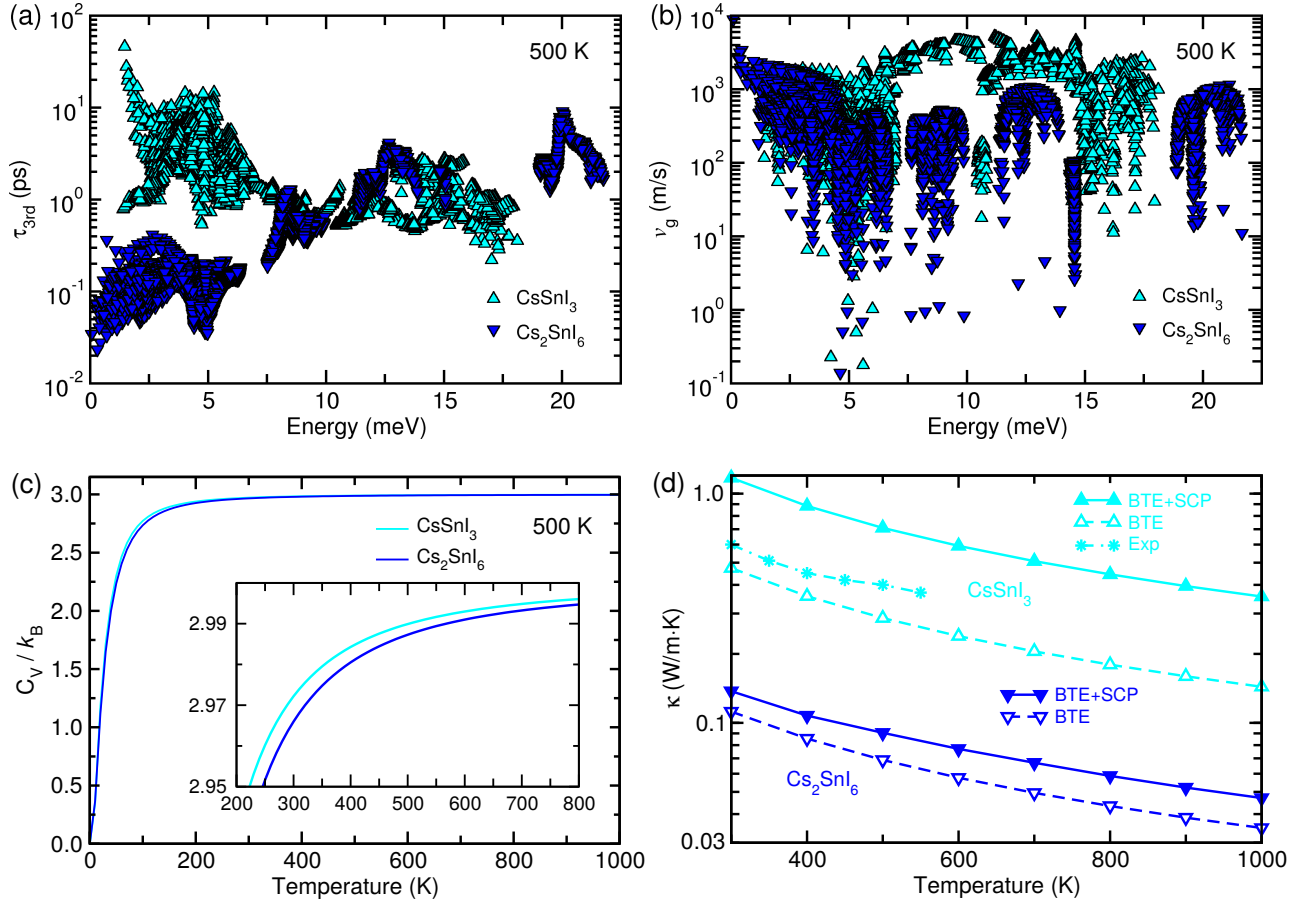 (a)
500 K
τ3rd (ps)
10^2
10^1
10^0
10^-1
10^-2
CsSnI3
Cs2SnI6
0 5 10 15 20
Energy (meV)
(b)
500 K
νg (m/s)
10^4
10^3
10^2
10^1
10^0
10^-1
CsSnI3
Cs2SnI6
0 5 10 15 20
Energy (meV)
(c)
CV / kB
3.0
2.5
2.0
1.5
1.0
0.5
0.0
CsSnI3
500 K
Cs2SnI6
2.99
2.97
2.95
200 300 400 500 600 700 800
0 200 400 600 800 1000
Temperature (K)
(d)
κ (W/m·K)
1.0
0.1
0.03
BTE+SCP
BTE
Exp
CsSnI3
BTE+SCP
BTE
Cs2SnI6
400 600 800 1000
Temperature (K)